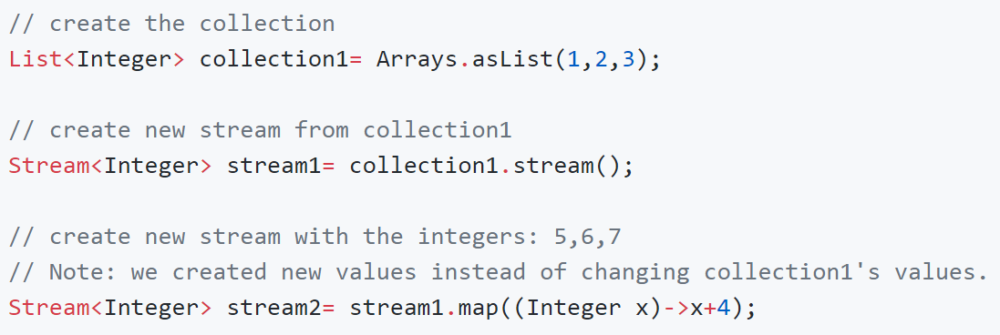 // create the collection
List<Integer> collection1= Arrays.asList(1,2,3);
// create new stream from collection1
Stream<Integer> stream1= collection1.stream();
// create new stream with the integers: 5,6,7
// Note: we created new values instead of changing collection1's values.
Stream<Integer> stream2= stream1.map((Integer x)->x+4);